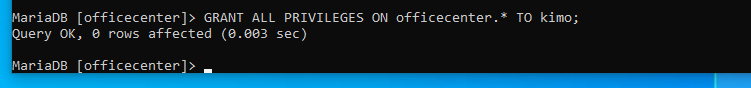 MariaDB [officecenter]> GRANT ALL PRIVILEGES ON officecenter.* TO kimo;
Query OK, 0 rows affected (0.003 sec)
MariaDB [officecenter]>